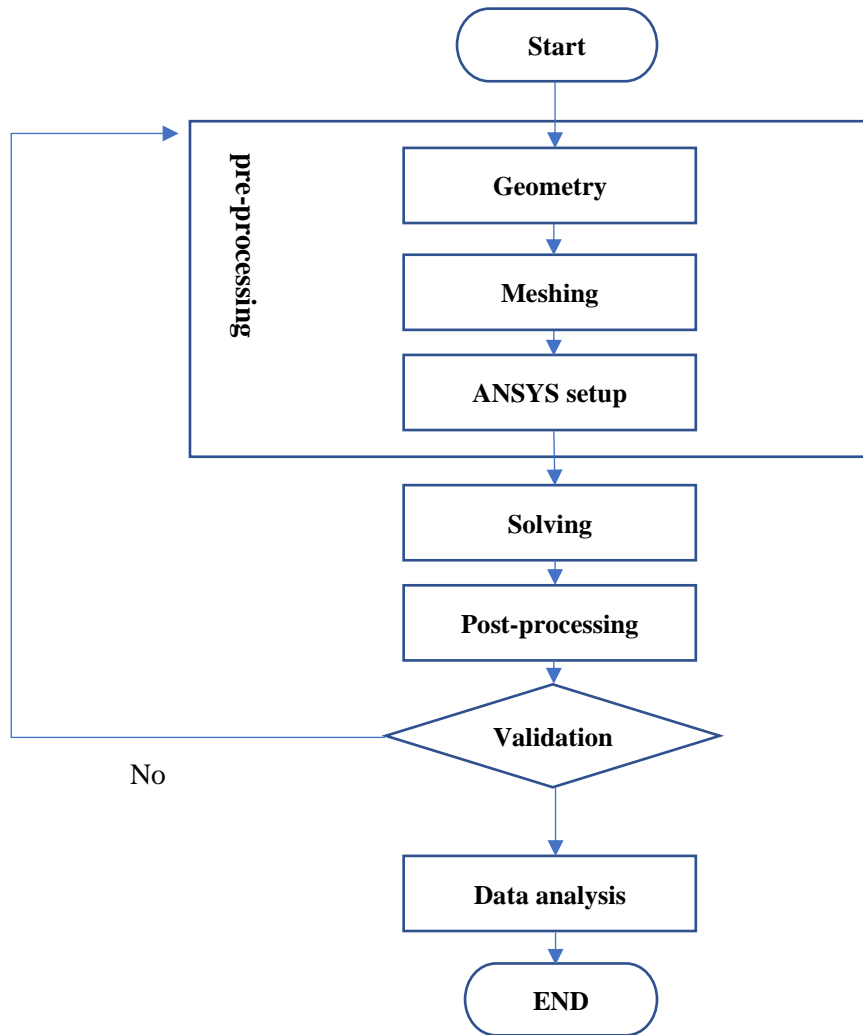 Start
pre-processing
Geometry
Meshing
ANSYS setup
Solving
Post-processing
Validation
No
Data analysis
END